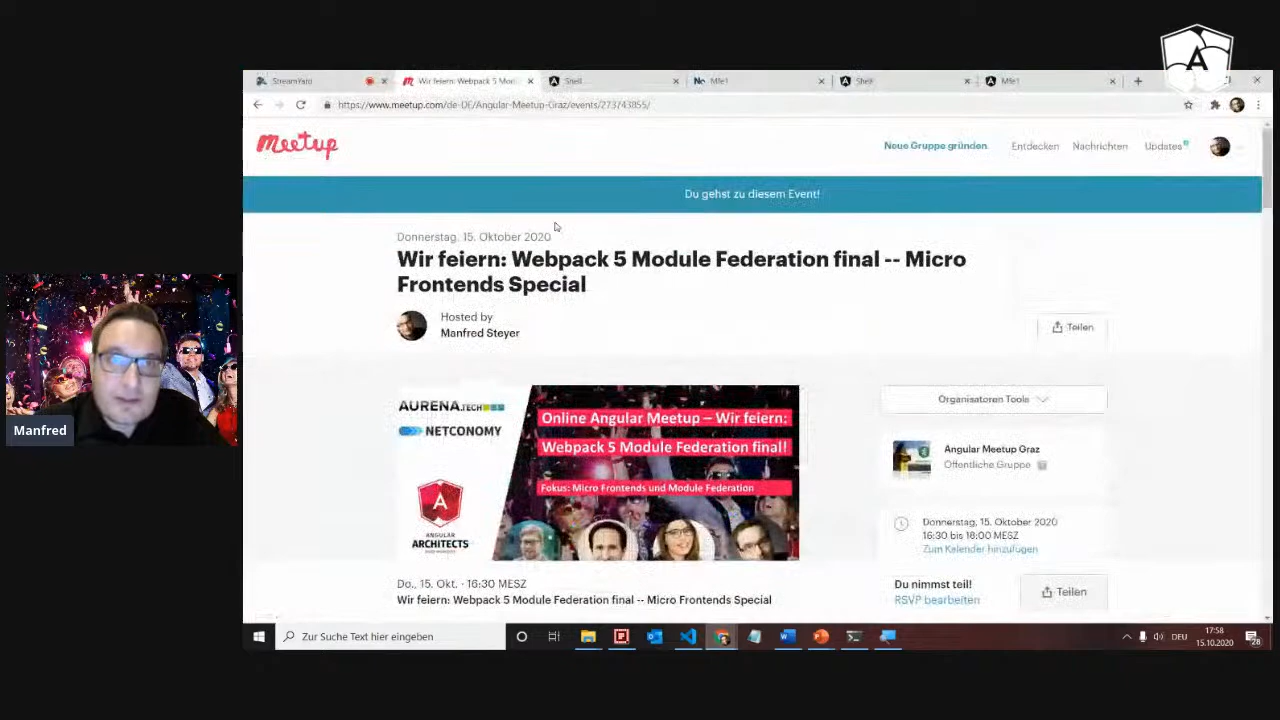 StreamYard
Wir feiern: Webpack 5 Mod
Shell
Mfe1
Shell
Mfe1
https://www.meetup.com/de-DE/Angular-Meetup-Graz/events/273743855/
meetup
Neue Gruppe gründen
Entdecken
Nachrichten
Updates
Du gehst zu diesem Event!
Donnerstag, 15. Oktober 2020
Wir feiern: Webpack 5 Module Federation final -- Micro
Frontends Special
Hosted by
Manfred Steyer
Teilen
AURENA.TECH
NETCONOMY
A
ANGULAR
ARCHITECTS
Online Angular Meetup – Wir feiern:
Webpack 5 Module Federation final!
Fokus: Micro Frontends und Module Federation
Organisatoren Tools
Angular Meetup Graz
Öffentliche Gruppe
Donnerstag, 15. Oktober 2020
16:30 bis 18:00 MESZ
Zum Kalender hinzufügen
Do., 15. Okt. · 16:30 MESZ
Wir feiern: Webpack 5 Module Federation final -- Micro Frontends Special
Du nimmst teil!
RSVP bearbeiten
Teilen
Manfred
Zur Suche Text hier eingeben
DEU
17:58
15.10.2020
28
A